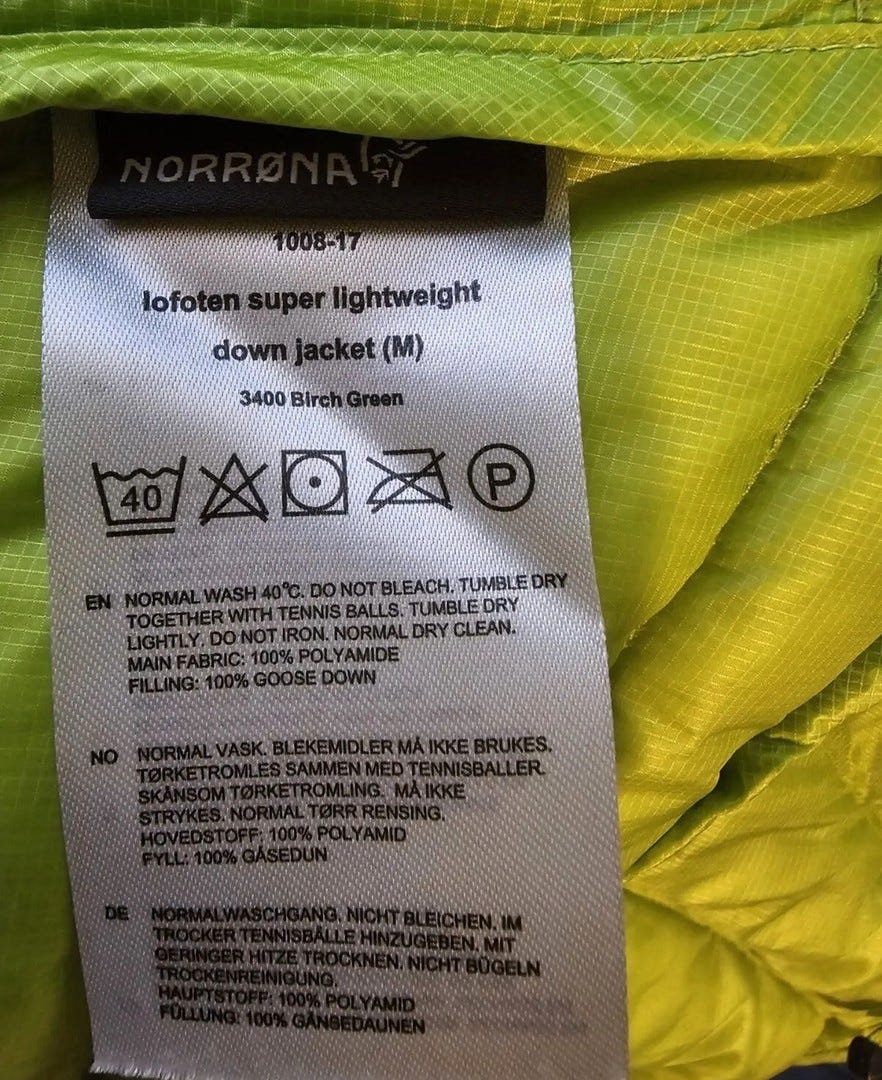 NORRØNA
1008-17
lofoten super lightweight
down jacket (M)
3400 Birch Green
40 P
EN NORMAL WASH 40°C. DO NOT BLEACH. TUMBLE DRY
TOGETHER WITH TENNIS BALLS. TUMBLE DRY
LIGHTLY. DO NOT IRON. NORMAL DRY CLEAN.
MAIN FABRIC: 100% POLYAMIDE
FILLING: 100% GOOSE DOWN
NO NORMAL VASK. BLEKEMIDLER MÅ IKKE BRUKES.
TØRKETROMLES SAMMEN MED TENNISBALLER.
SKÅNSOM TØRKETROMLING. MÅ IKKE
STRYKES. NORMAL TØRR RENSING.
HOVEDSTOFF: 100% POLYAMID
FYLL: 100% GÅSEDUN
DE NORMALWASCHGANG. NICHT BLEICHEN. IM
TROCKER TENNISBÄLLE HINZUGEBEN. MIT
GERINGER HITZE TROCKNEN. NICHT BÜGELN
TROCKENREINIGUNG.
HAUPTSTOFF: 100% POLYAMID
FÜLLUNG: 100% GÄNSEDAUNEN